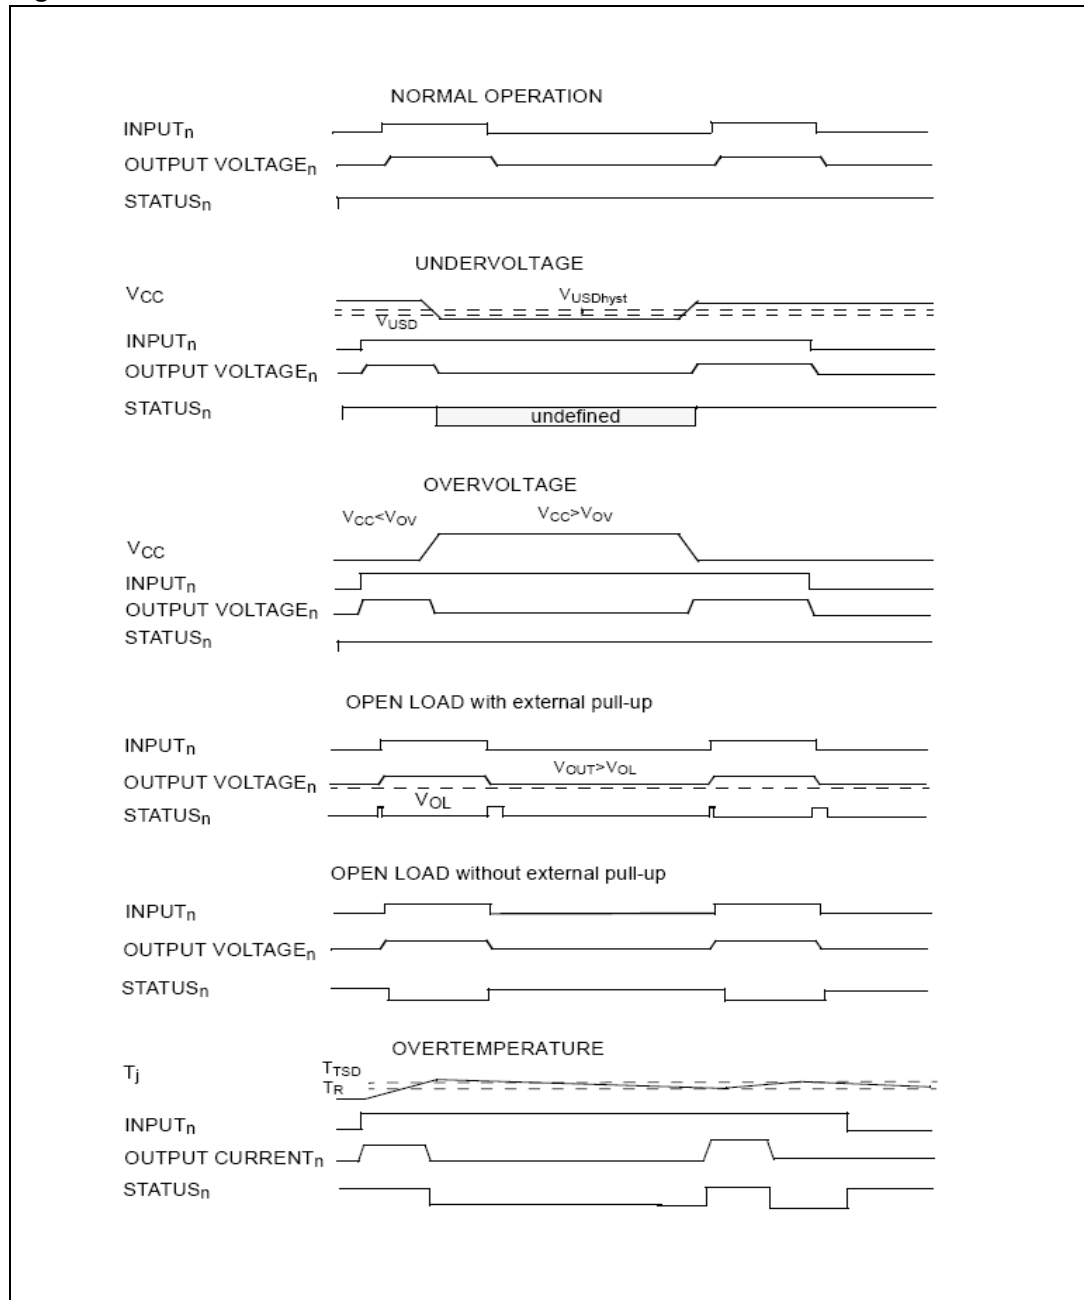 NORMAL OPERATION
INPUTn
OUTPUT VOLTAGEn
STATUSn
UNDERVOLTAGE
VCC
VUSDhyst
VUSD
INPUTn
OUTPUT VOLTAGEn
STATUSn
undefined
OVERVOLTAGE
VCC<VOV
VCC>VOV
VCC
INPUTn
OUTPUT VOLTAGEn
STATUSn
OPEN LOAD with external pull-up
INPUTn
VOUT>VOL
OUTPUT VOLTAGEn
VOL
STATUSn
OPEN LOAD without external pull-up
INPUTn
OUTPUT VOLTAGEn
STATUSn
OVERTEMPERATURE
Tj
TTSD
TR
INPUTn
OUTPUT CURRENTn
STATUSn